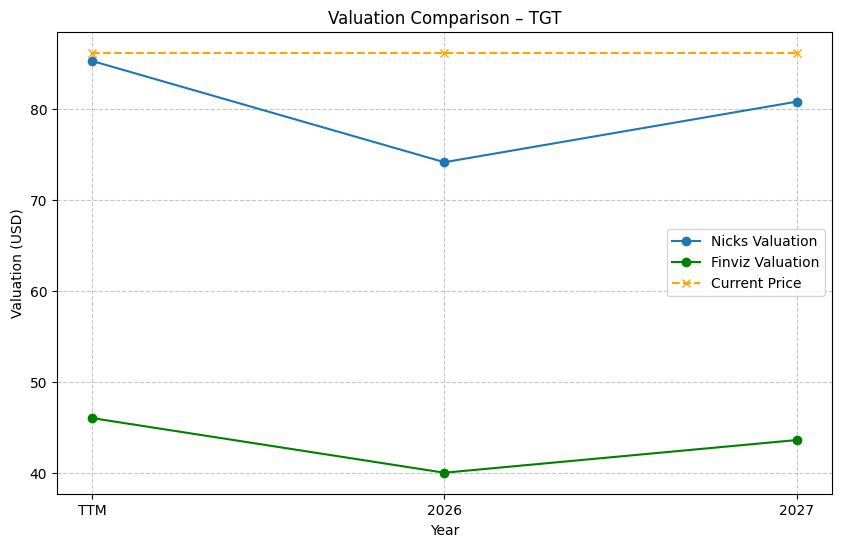 Valuation Comparison – TGT
Valuation (USD)
80
70
60
50
40
Nicks Valuation
Finviz Valuation
Current Price
TTM
2026
2027
Year